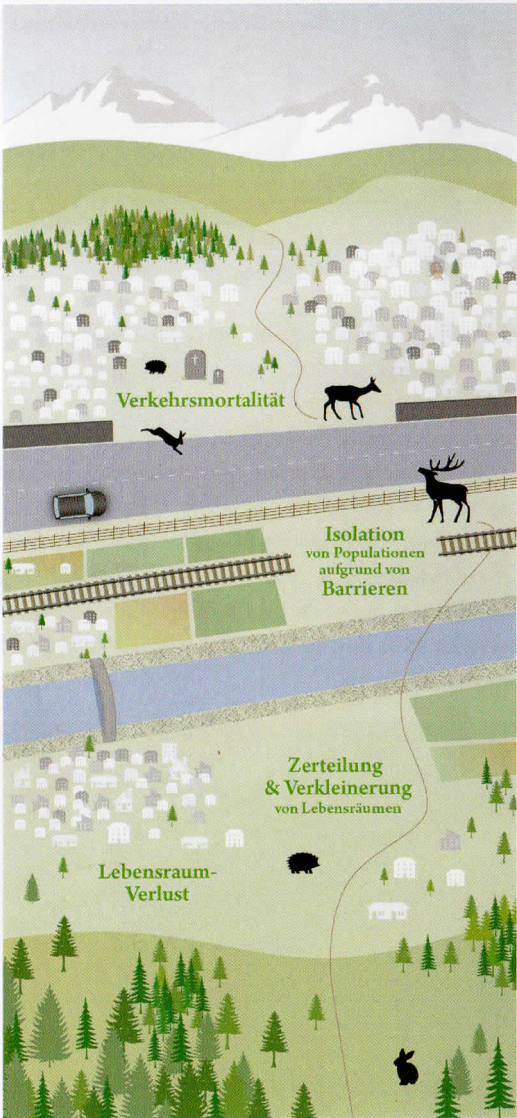 Verkehrsmortalität
Isolation
von Populationen
aufgrund von
Barrieren
Zerteilung
& Verkleinerung
von Lebensräumen
Lebensraum-
Verlust